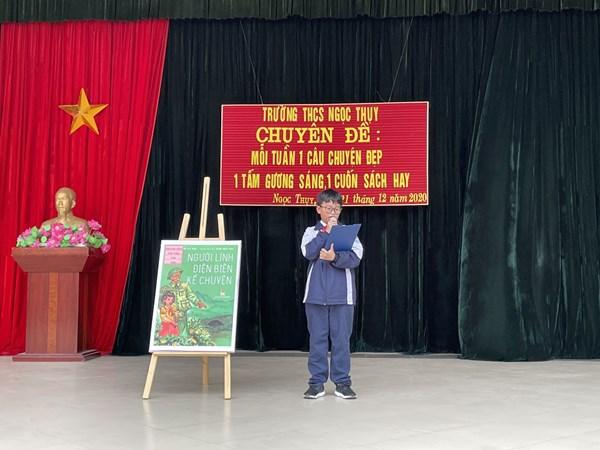 TRƯỜNG THCS NGỌC THỤY
CHUYÊN ĐỀ :
MỖI TUẦN 1 CÂU CHUYỆN ĐẸP
1 TẤM GƯƠNG SÁNG 1 CUỐN SÁCH HAY
NGỌC THỤY, 21 THÁNG 12 NĂM 2020
NGƯỜI LÍNH
ĐIỆN BIÊN
KỂ CHUYỆN